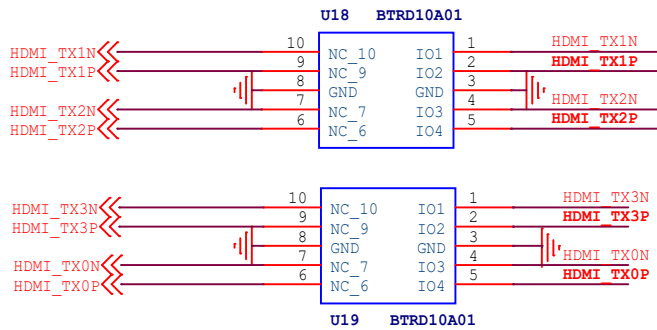 U18 BTRD10A01
HDMI_TX1N 10 NC_10 IO1 1 HDMI_TX1N
HDMI_TX1P 9 NC_9 IO2 2 HDMI_TX1P
8 GND GND 3
HDMI_TX2N 7 NC_7 IO3 4 HDMI_TX2N
HDMI_TX2P 6 NC_6 IO4 5 HDMI_TX2P
HDMI_TX3N 10 NC_10 IO1 1 HDMI_TX3N
HDMI_TX3P 9 NC_9 IO2 2 HDMI_TX3P
8 GND GND 3
HDMI_TX0N 7 NC_7 IO3 4 HDMI_TX0N
HDMI_TX0P 6 NC_6 IO4 5 HDMI_TX0P
U19 BTRD10A01